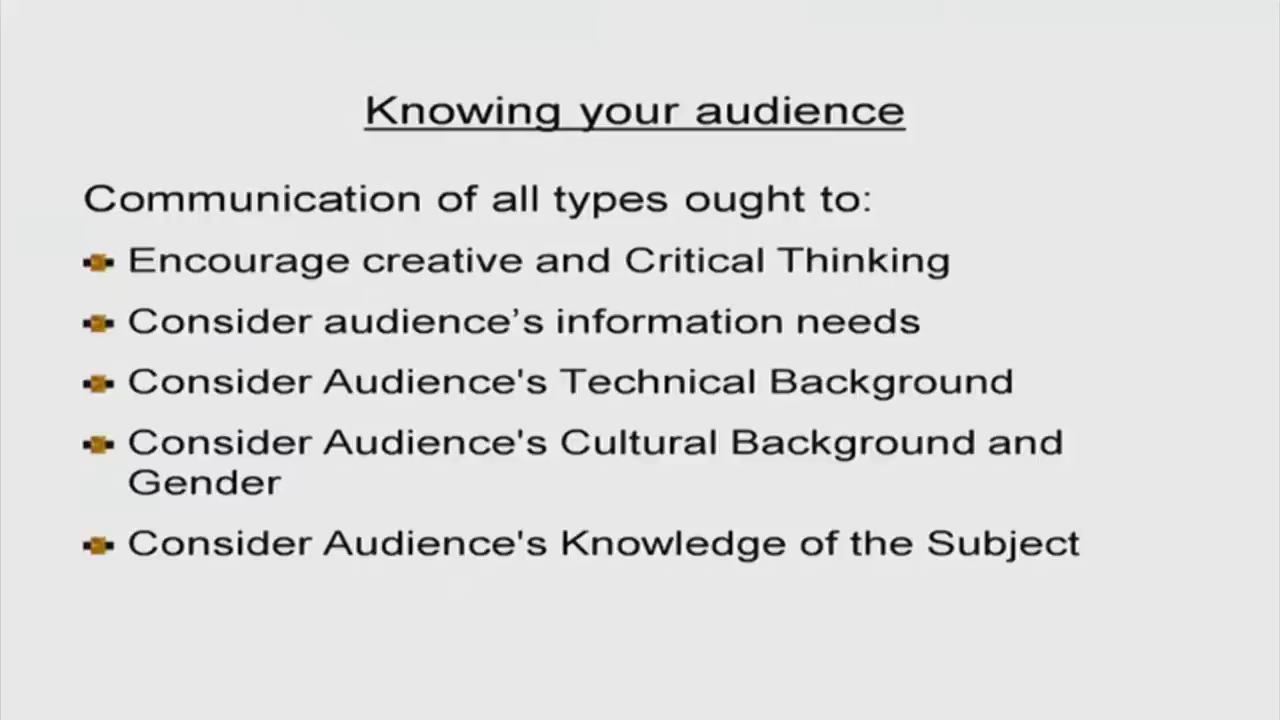 Knowing your audience
Communication of all types ought to:
Encourage creative and Critical Thinking
Consider audience’s information needs
Consider Audience's Technical Background
Consider Audience's Cultural Background and
Gender
Consider Audience's Knowledge of the Subject